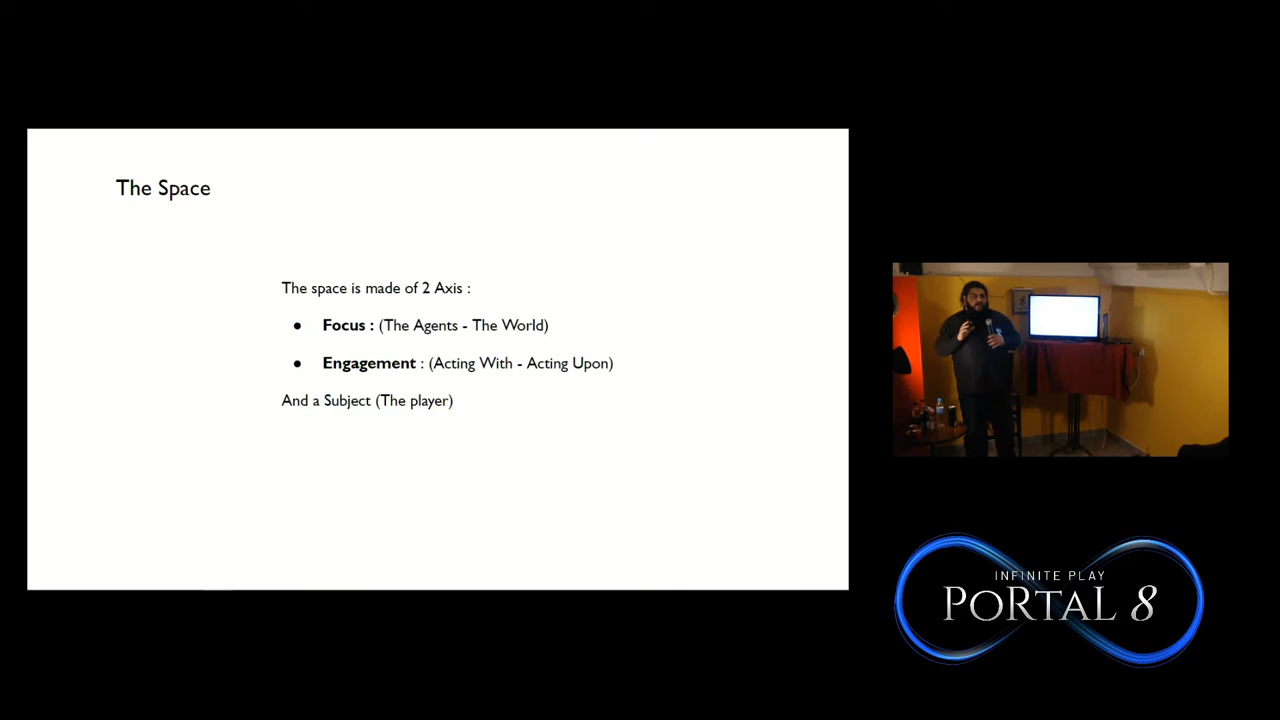 The Space
The space is made of 2 Axis :
● Focus : (The Agents - The World)
● Engagement : (Acting With - Acting Upon)
And a Subject (The player)
INFINITE PLAY
PORTAL 8